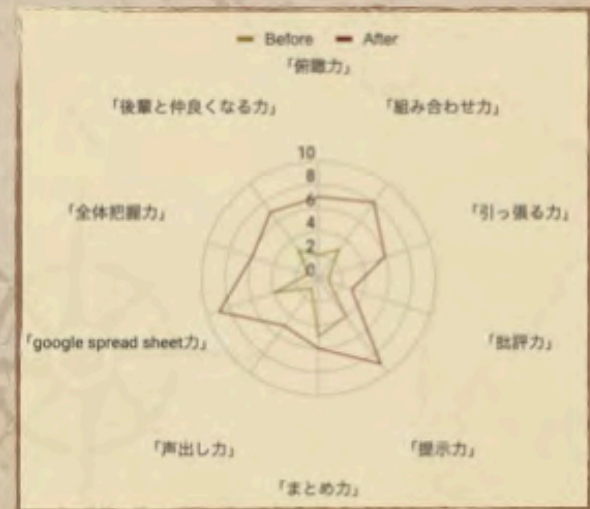 Before After
「俯瞰力」
「後輩と仲良くなる力」
「組み合わせ力」
「全体把握力」
「引っ張る力」
「google spread sheet力」
「批評力」
「声出し力」
「提示力」
「まとめ力」
10
8
6
4
2
0